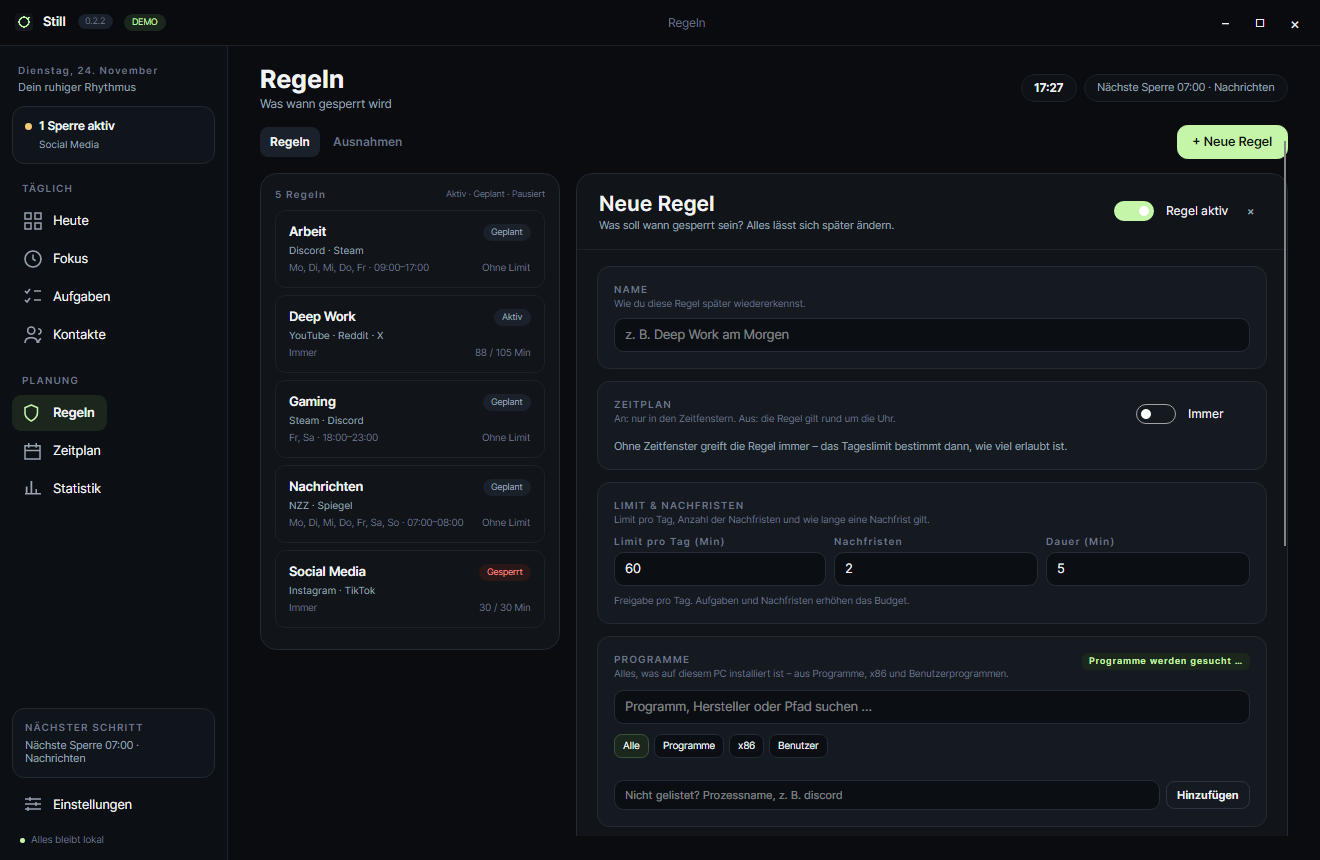 Still 0.2.2 DEMO
Regeln
Dienstag, 24. November
Dein ruhiger Rhythmus
1 Sperre aktiv
Social Media
TÄGLICH
Heute
Fokus
Aufgaben
Kontakte
PLANUNG
Regeln
Zeitplan
Statistik
NÄCHSTER SCHRITT
Nächste Sperre 07:00 ·
Nachrichten
Einstellungen
Alles bleibt lokal
Regeln
Was wann gesperrt wird
17:27
Nächste Sperre 07:00 · Nachrichten
Regeln Ausnahmen
+ Neue Regel
5 Regeln Aktiv · Geplant · Pausiert
Arbeit Geplant
Discord · Steam
Mo, Di, Mi, Do, Fr · 09:00–17:00 Ohne Limit
Deep Work Aktiv
YouTube · Reddit · X
Immer 88 / 105 Min
Gaming Geplant
Steam · Discord
Fr, Sa · 18:00–23:00 Ohne Limit
Nachrichten Geplant
NZZ · Spiegel
Mo, Di, Mi, Do, Fr, Sa, So · 07:00–08:00 Ohne Limit
Social Media Gesperrt
Instagram · TikTok
Immer 30 / 30 Min
Neue Regel
Was soll wann gesperrt sein? Alles lässt sich später ändern.
Regel aktiv
NAME
Wie du diese Regel später wiedererkennst.
z. B. Deep Work am Morgen
ZEITPLAN
An: nur in den Zeitfenstern. Aus: die Regel gilt rund um die Uhr.
Immer
Ohne Zeitfenster greift die Regel immer – das Tageslimit bestimmt dann, wie viel erlaubt ist.
LIMIT & NACHFRISTEN
Limit pro Tag, Anzahl der Nachfristen und wie lange eine Nachfrist gilt.
Limit pro Tag (Min) Nachfristen Dauer (Min)
60 2 5
Freigabe pro Tag. Aufgaben und Nachfristen erhöhen das Budget.
PROGRAMME
Alles, was auf diesem PC installiert ist – aus Programme, x86 und Benutzerprogrammen.
Programme werden gesucht …
Programm, Hersteller oder Pfad suchen …
Alle Programme x86 Benutzer
Nicht gelistet? Prozessname, z. B. discord
Hinzufügen